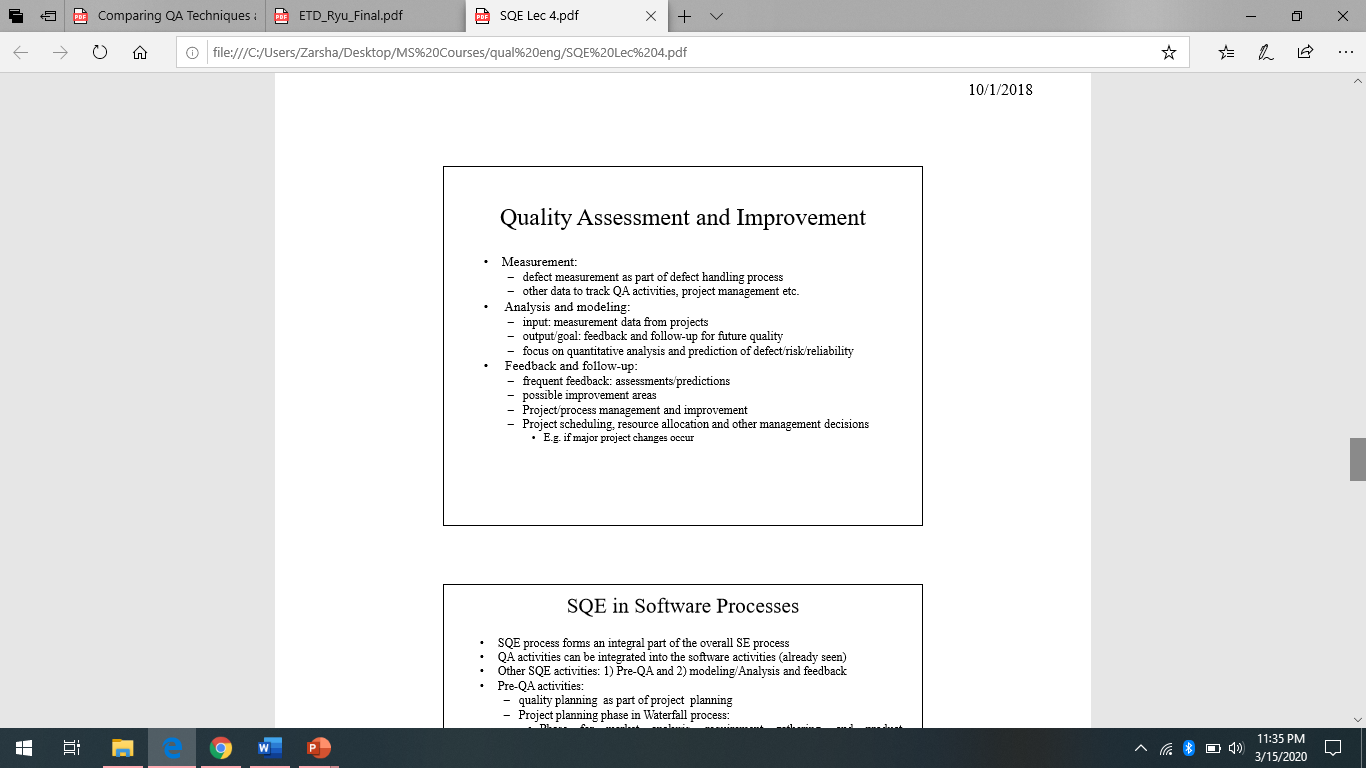 Comparing QA Techniques a
ETD_Ryu_Final.pdf
SQE Lec 4.pdf
file:///C:/Users/Zarsha/Desktop/MS%20Courses/qual%20eng/SQE%20Lec%204.pdf
10/1/2018
Quality Assessment and Improvement
• Measurement:
– defect measurement as part of defect handling process
– other data to track QA activities, project management etc.
• Analysis and modeling:
– input: measurement data from projects
– output/goal: feedback and follow-up for future quality
– focus on quantitative analysis and prediction of defect/risk/reliability
• Feedback and follow-up:
– frequent feedback: assessments/predictions
– possible improvement areas
– Project/process management and improvement
– Project scheduling, resource allocation and other management decisions
• E.g. if major project changes occur
SQE in Software Processes
• SQE process forms an integral part of the overall SE process
• QA activities can be integrated into the software activities (already seen)
• Other SQE activities: 1) Pre-QA and 2) modeling/Analysis and feedback
• Pre-QA activities:
– quality planning as part of project planning
– Project planning phase in Waterfall process:
• Phase for market analysis, requirement gathering and product
11:35 PM
3/15/2020